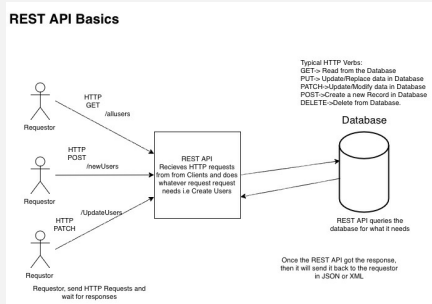 REST API Basics
Typical HTTP Verbs:
GET-> Read from the Database
PUT-> Update/Replace data in Database
PATCH->Update/Modify data in Database
POST->Create a new Record in Database
DELETE->Delete from Database.
HTTP
GET
/allusers
Requestor
HTTP
POST
/newUsers
Requestor
HTTP
PATCH
/UpdateUsers
Requstor
REST API
Recieves HTTP requests
from from Clients and does
whatever request request
needs i.e Create Users
Database
REST API queries the
database for what it needs
Requestor, send HTTP Requests and
wait for responses
Once the REST API got the response,
then it will send it back to the requestor
in JSON or XML